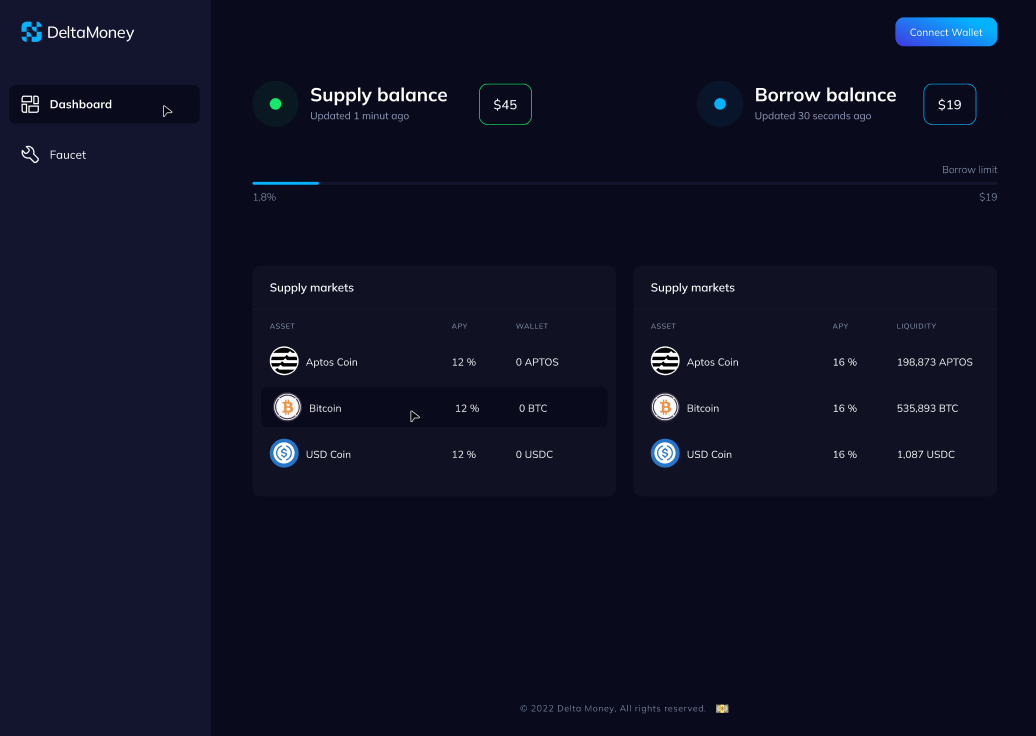 DeltaMoney
Connect Wallet
Dashboard
Faucet
Supply balance
Updated 1 minut ago
$45
Borrow balance
Updated 30 seconds ago
$19
Borrow limit
1,8%
$19
Supply markets
ASSET APY WALLET
Aptos Coin 12 % 0 APTOS
Bitcoin 12 % 0 BTC
USD Coin 12 % 0 USDC
Supply markets
ASSET APY LIQUIDITY
Aptos Coin 16 % 198,873 APTOS
Bitcoin 16 % 535,893 BTC
USD Coin 16 % 1,087 USDC
© 2022 Delta Money, All rights reserved.